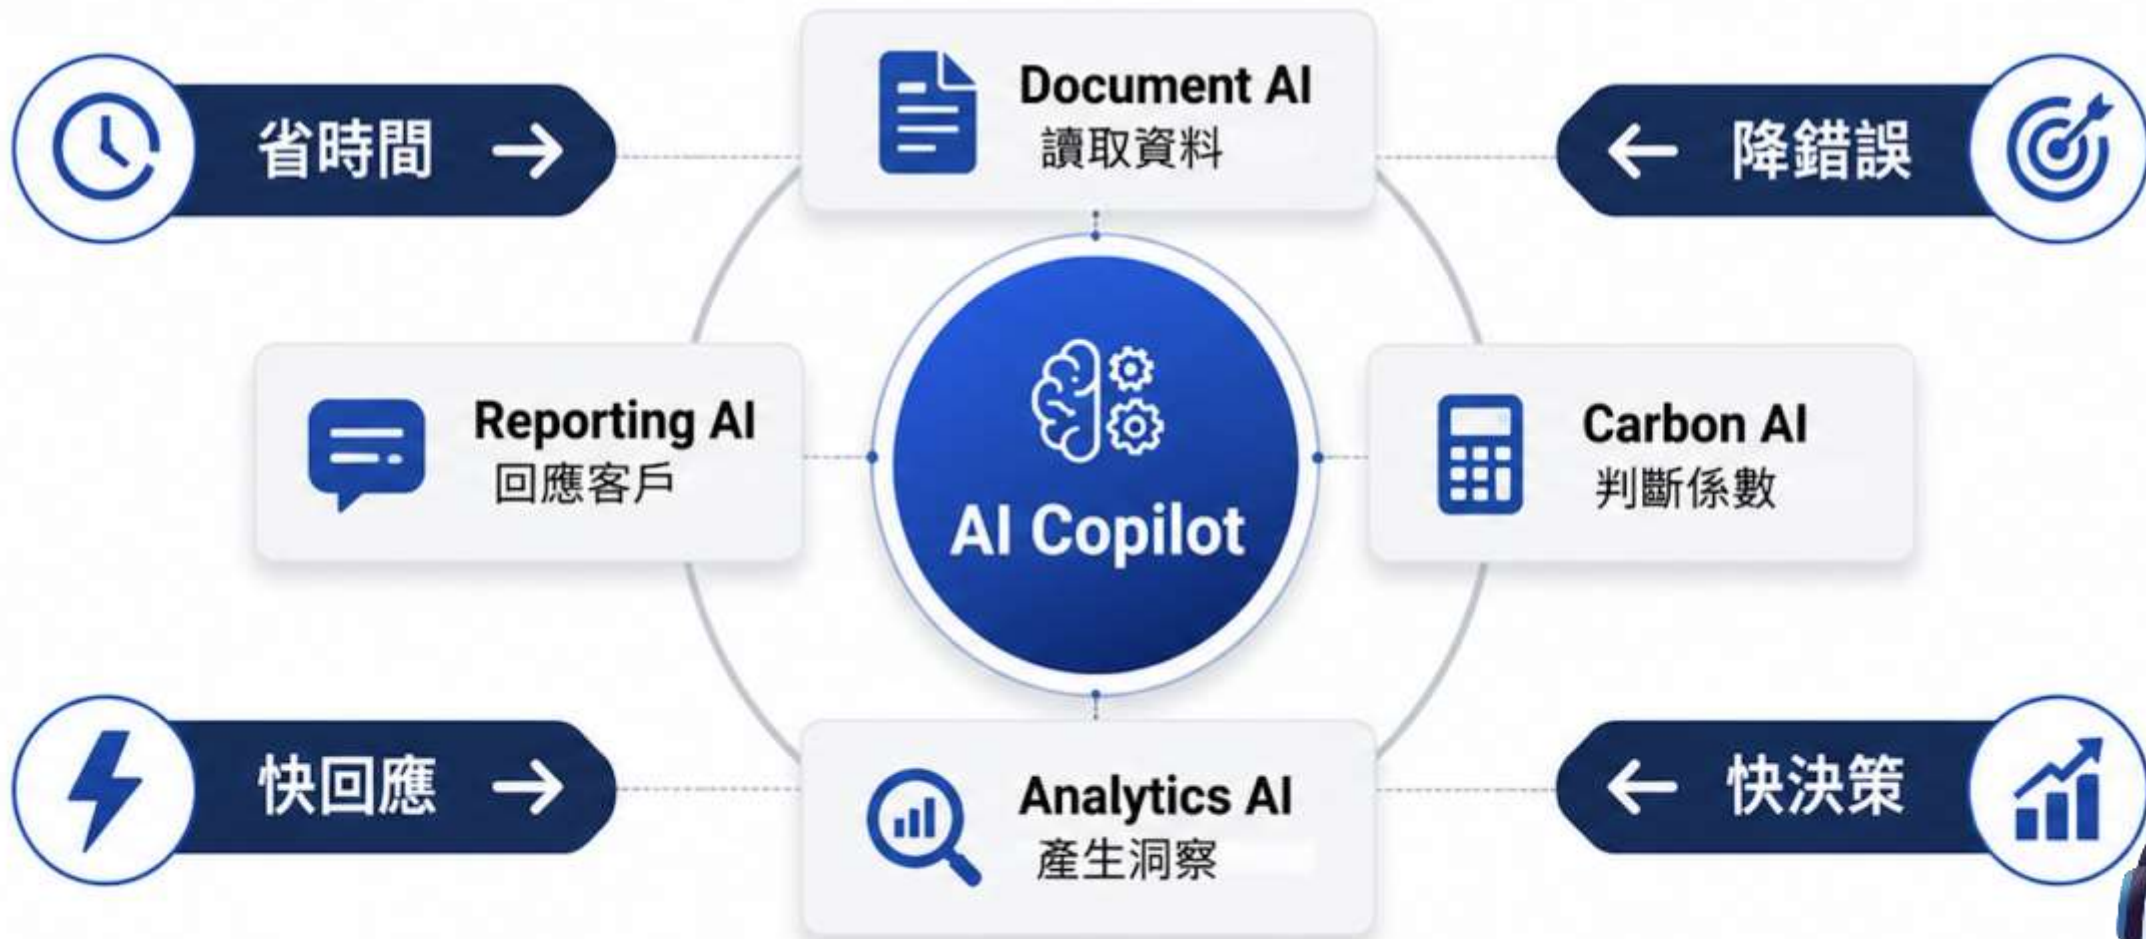 省時間
Document AI
讀取資料
降錯誤
Reporting AI
回應客戶
AI Copilot
Carbon AI
判斷係數
快回應
Analytics AI
產生洞察
快決策